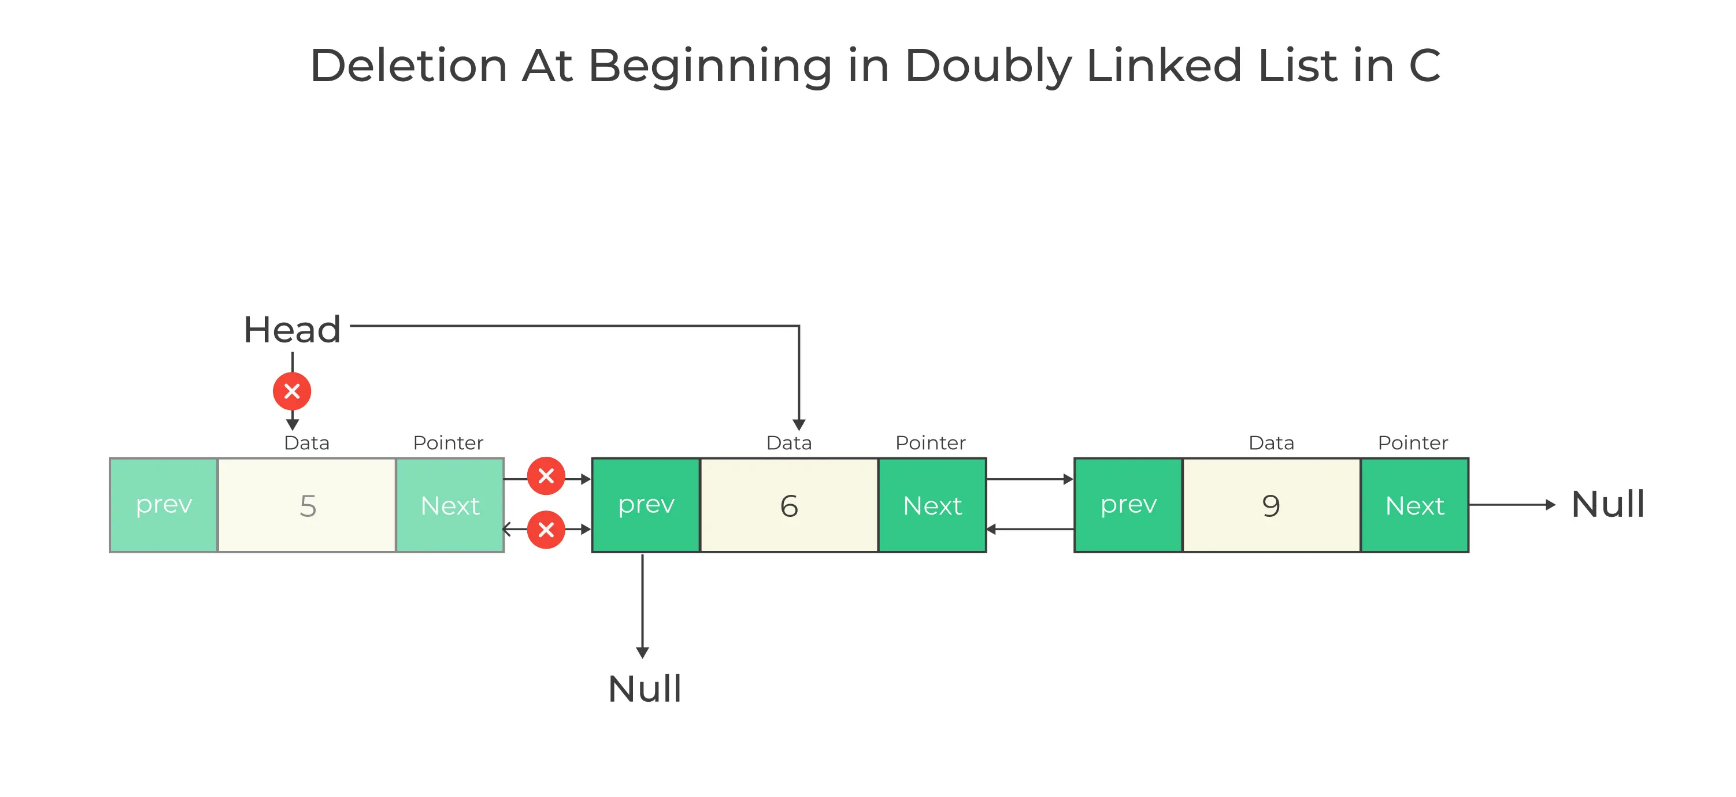 Deletion At Beginning in Doubly Linked List in C
Head
Data Pointer Data Pointer Data Pointer
prev 5 Next prev 6 Next prev 9 Next Null
Null